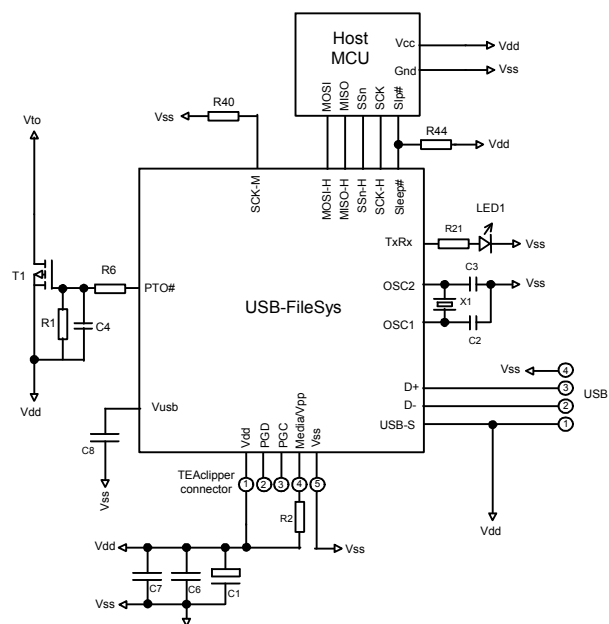 Host
MCU
Vcc
Vdd
Gnd
Vss
MOSI
MISO
SSn
SCK
Slp#
R40
Vss
R44
Vdd
Vto
SCK-M
MOSI-H
MISO-H
SSn-H
SCK-H
Sleep#
LED1
TxRx
R21
Vss
T1
R6
PTO#
USB-FileSys
OSC2
C3
Vss
X1
R1
C4
OSC1
C2
Vss
4
D+
3
USB
D-
2
USB-S
1
Vdd
Vusb
C8
Vss
Vdd
PGD
PGC
Media/Vpp
Vss
TEAclipper
connector
1
2
3
4
5
R2
Vdd
Vss
Vdd
C7
C6
C1
Vss